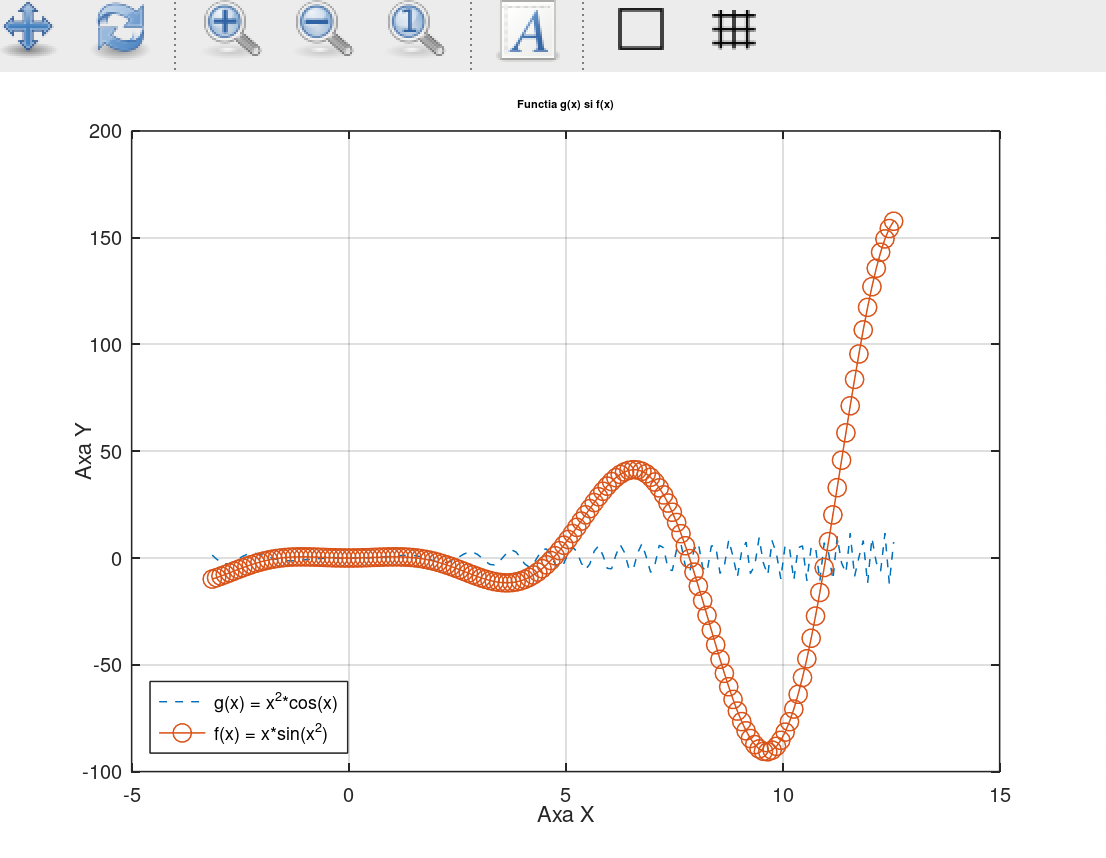 1
A
Functia g(x) si f(x)
200
150
100
50
0
-50
-100
Axa Y
g(x) = x²*cos(x)
f(x) = x*sin(x²)
-5
0
5
10
15
Axa X